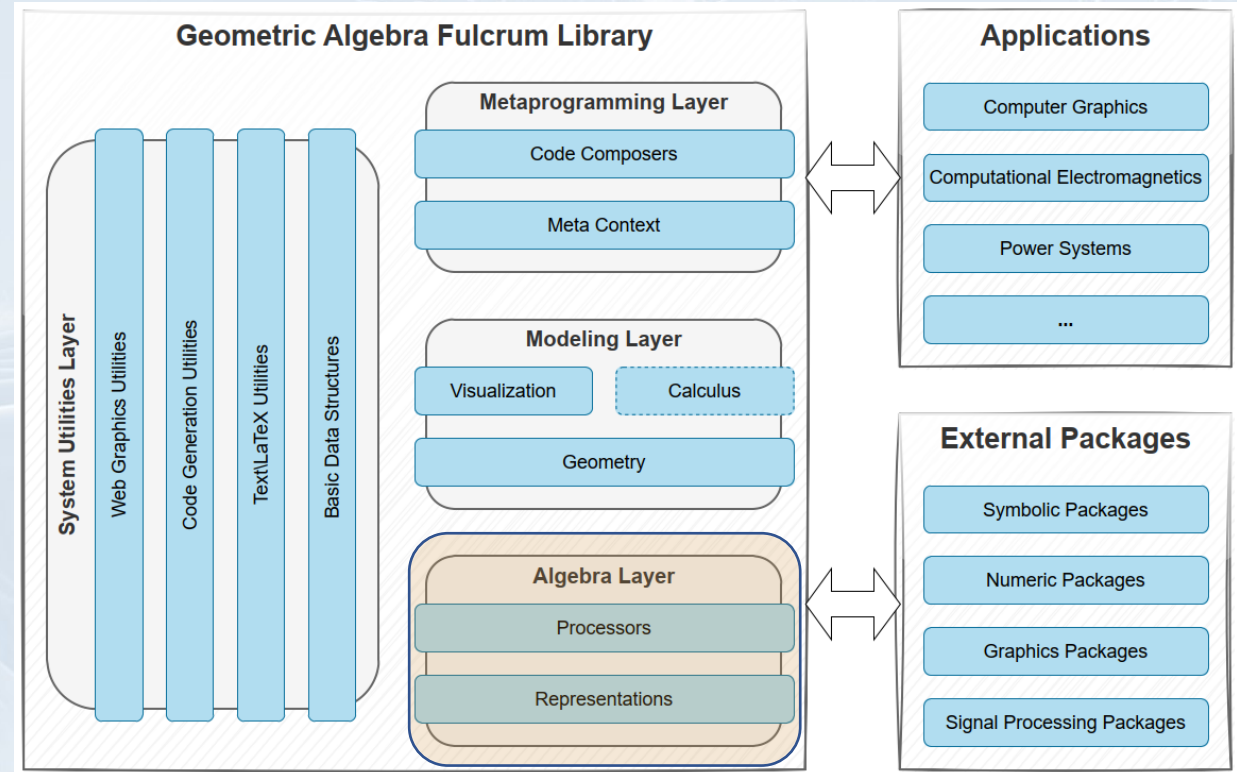 Geometric Algebra Fulcrum Library
System Utilities Layer
Web Graphics Utilities
Code Generation Utilities
Text\LaTeX Utilities
Basic Data Structures
Metaprogramming Layer
Code Composers
Meta Context
Modeling Layer
Visualization
Calculus
Geometry
Algebra Layer
Processors
Representations
Applications
Computer Graphics
Computational Electromagnetics
Power Systems
...
External Packages
Symbolic Packages
Numeric Packages
Graphics Packages
Signal Processing Packages